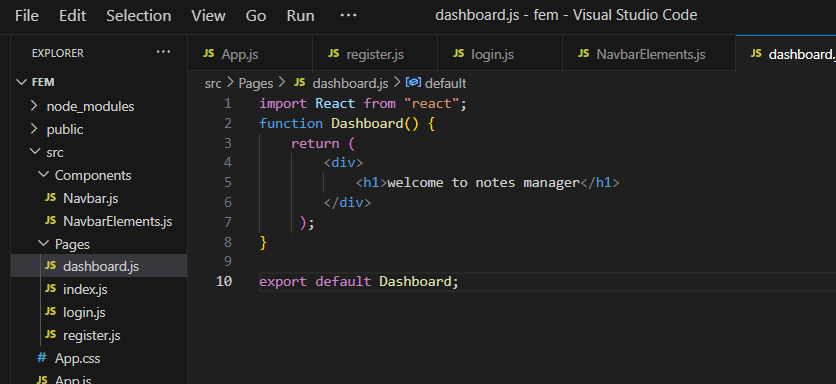 File Edit Selection View Go Run ··· dashboard.js - fem - Visual Studio Code
EXPLORER ···
JS App.js JS register.js JS login.js JS NavbarElements.js JS dashboard.
FEM
node_modules
public
src
Components
JS Navbar.js
JS NavbarElements.js
Pages
JS dashboard.js
JS index.js
JS login.js
JS register.js
# App.css
JS App.js
src > Pages > JS dashboard.js > default
1 import React from "react";
2 function Dashboard() {
3 return (
4 <div>
5 <h1>welcome to notes manager</h1>
6 </div>
7 );
8 }
9
10 export default Dashboard;